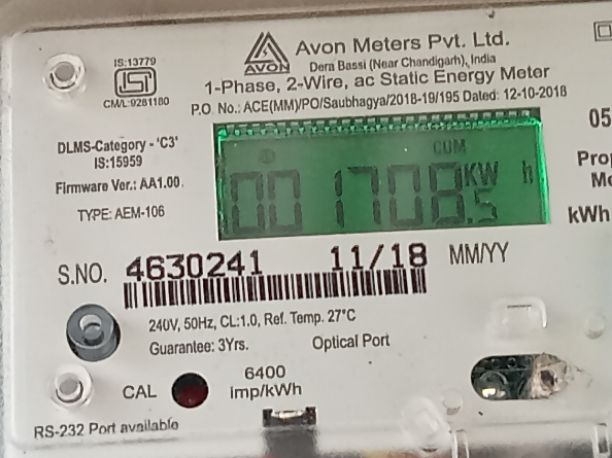 Avon Meters Pvt. Ltd.
AVON
Dera Bassi (Near Chandigarh), India
IS:13779
CM/L-9281180
1-Phase, 2-Wire, ac Static Energy Meter
P.O. No.: ACE(MM)/PO/Saubhagya/2018-19/195 Dated: 12-10-2018
DLMS-Category - 'C3'
IS:15959
Firmware Ver.: AA1.00
TYPE: AEM-106
CUM
001708.5 KW h
05
kWh
S.NO. 4630241 11/18 MM/YY
240V, 50Hz, CL:1.0, Ref. Temp. 27°C
Guarantee: 3Yrs. Optical Port
CAL
6400
imp/kWh
RS-232 Port available